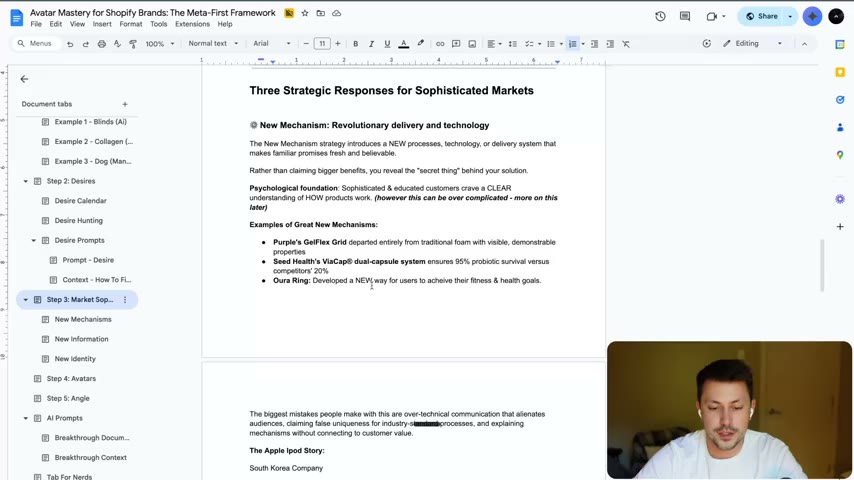 Avatar Mastery for Shopify Brands: The Meta-First Framework
File Edit View Insert Format Tools Extensions Help
Share
Menus
100%
Normal text
Arial
11
Editing
Document tabs
Example 1 - Blinds (Ai)
Example 2 - Collagen (...
Example 3 - Dog (Man...
Step 2: Desires
Desire Calendar
Desire Hunting
Desire Prompts
Prompt - Desire
Context - How To Fi...
Step 3: Market Sop...
New Mechanisms
New Information
New Identity
Step 4: Avatars
Step 5: Angle
AI Prompts
Breakthrough Docum...
Breakthrough Context
Tab For Nerds
1 1 2 3 4 5 6 7
Three Strategic Responses for Sophisticated Markets
New Mechanism: Revolutionary delivery and technology
The New Mechanism strategy introduces a NEW processes, technology, or delivery system that
makes familiar promises fresh and believable.
Rather than claiming bigger benefits, you reveal the "secret thing" behind your solution.
Psychological foundation: Sophisticated & educated customers crave a CLEAR
understanding of HOW products work. (however this can be over complicated - more on this
later)
Examples of Great New Mechanisms:
● Purple's GelFlex Grid departed entirely from traditional foam with visible, demonstrable
properties
● Seed Health's ViaCap® dual-capsule system ensures 95% probiotic survival versus
competitors' 20%
● Oura Ring: Developed a NEW way for users to acheive their fitness & health goals.
The biggest mistakes people make with this are over-technical communication that alienates
audiences, claiming false uniqueness for industry-standard processes, and explaining
mechanisms without connecting to customer value.
The Apple Ipod Story:
South Korea Company